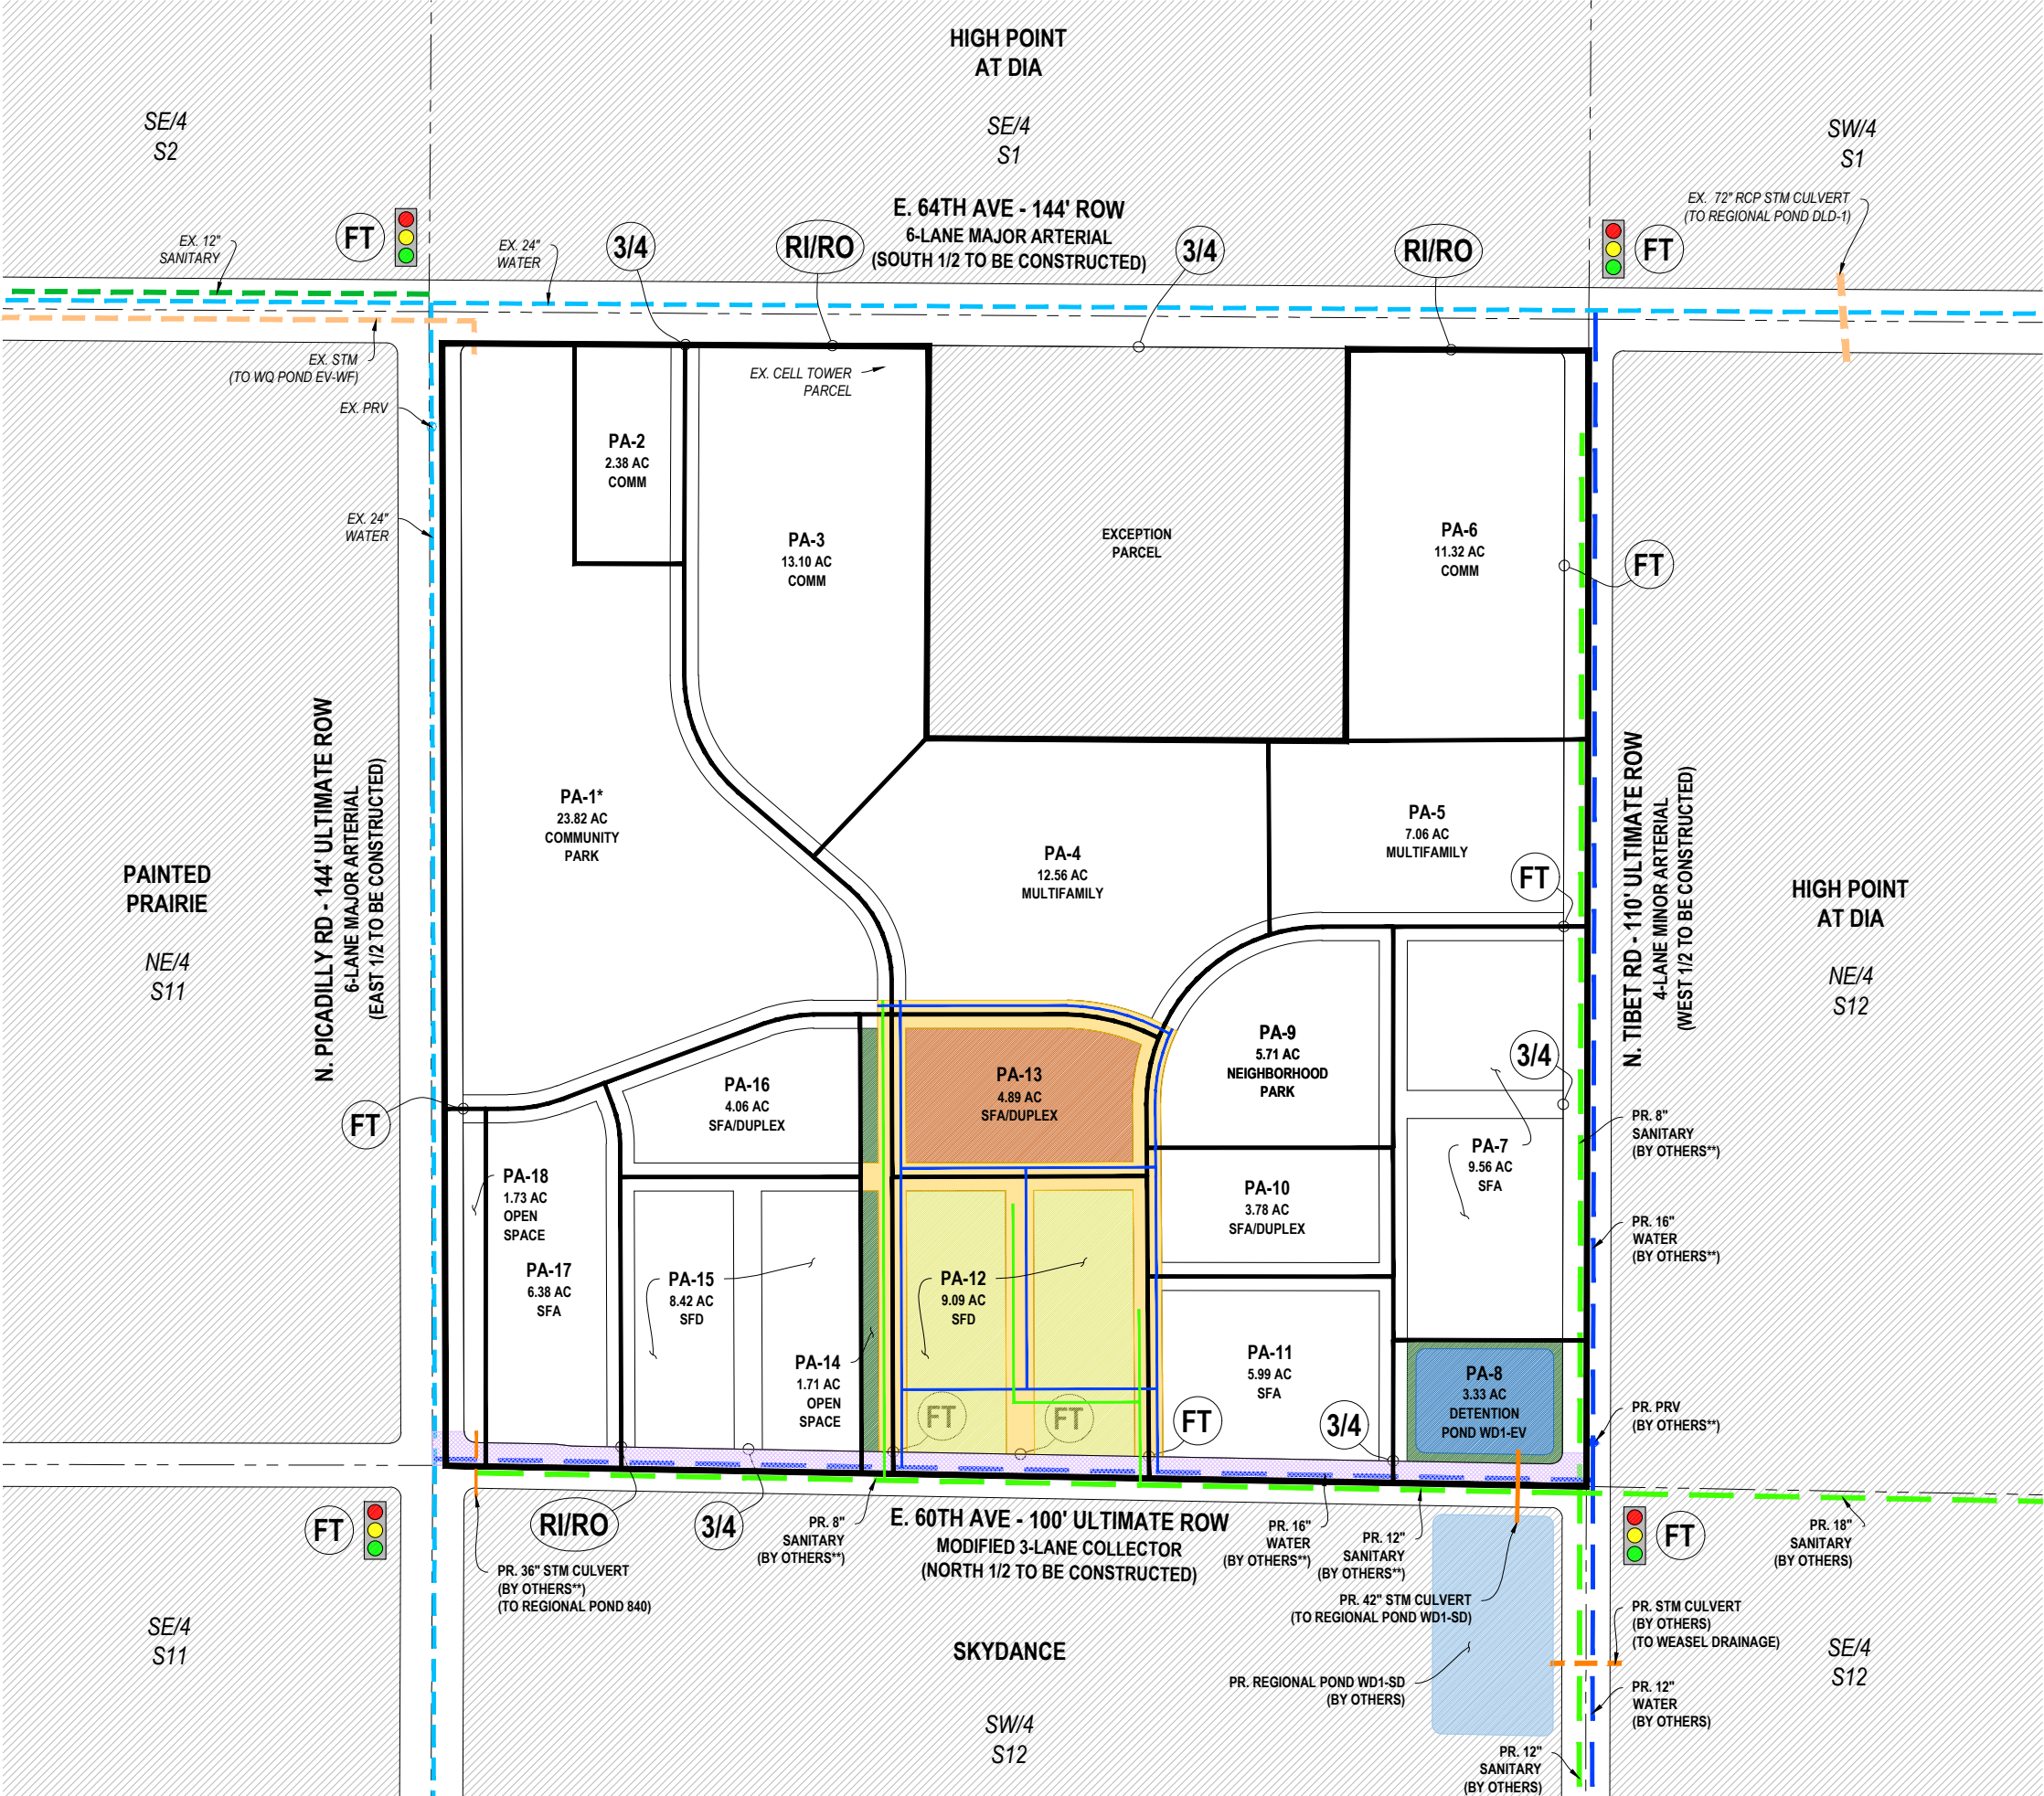 HIGH POINT
AT DIA
SE/4
S2
SE/4
S1
SW/4
S1
E. 64TH AVE - 144' ROW
6-LANE MAJOR ARTERIAL
(SOUTH 1/2 TO BE CONSTRUCTED)
EX. 72" RCP STM CULVERT
(TO REGIONAL POND DLD-1)
EX. 12"
SANITARY
FT
EX. 24"
WATER
3/4
RI/RO
3/4
RI/RO
FT
EX. STM
(TO WQ POND EV-WF)
EX. CELL TOWER
PARCEL
EX. PRV
PA-2
2.38 AC
COMM
EX. 24"
WATER
PA-3
13.10 AC
COMM
EXCEPTION
PARCEL
PA-6
11.32 AC
COMM
FT
N. PICADILLY RD - 144' ULTIMATE ROW
6-LANE MAJOR ARTERIAL
(EAST 1/2 TO BE CONSTRUCTED)
N. TIBET RD - 110' ULTIMATE ROW
4-LANE MINOR ARTERIAL
(WEST 1/2 TO BE CONSTRUCTED)
PA-1*
23.82 AC
COMMUNITY
PARK
PA-4
12.56 AC
MULTIFAMILY
PA-5
7.06 AC
MULTIFAMILY
FT
PAINTED
PRAIRIE
NE/4
S11
HIGH POINT
AT DIA
NE/4
S12
PA-9
5.71 AC
NEIGHBORHOOD
PARK
3/4
PA-13
4.89 AC
SFA/DUPLEX
PA-16
4.06 AC
SFA/DUPLEX
FT
PR. 8"
SANITARY
(BY OTHERS**)
PA-7
9.56 AC
SFA
PA-18
1.73 AC
OPEN
SPACE
PA-10
3.78 AC
SFA/DUPLEX
PR. 16"
WATER
(BY OTHERS**)
PA-17
6.38 AC
SFA
PA-15
8.42 AC
SFD
PA-12
9.09 AC
SFD
PA-14
1.71 AC
OPEN
SPACE
PA-11
5.99 AC
SFA
PA-8
3.33 AC
DETENTION
POND WD1-EV
PR. PRV
(BY OTHERS**)
FT
FT
FT
3/4
FT
RI/RO
3/4
PR. 8"
SANITARY
(BY OTHERS**)
E. 60TH AVE - 100' ULTIMATE ROW
MODIFIED 3-LANE COLLECTOR
(NORTH 1/2 TO BE CONSTRUCTED)
PR. 16"
WATER
(BY OTHERS**)
PR. 12"
SANITARY
(BY OTHERS**)
FT
PR. 18"
SANITARY
(BY OTHERS)
PR. 36" STM CULVERT
(BY OTHERS**)
(TO REGIONAL POND 840)
PR. 42" STM CULVERT
(TO REGIONAL POND WD1-SD)
PR. STM CULVERT
(BY OTHERS)
(TO WEASEL DRAINAGE)
SE/4
S11
SKYDANCE
SE/4
S12
PR. REGIONAL POND WD1-SD
(BY OTHERS)
PR. 12"
WATER
(BY OTHERS)
SW/4
S12
PR. 12"
SANITARY
(BY OTHERS)